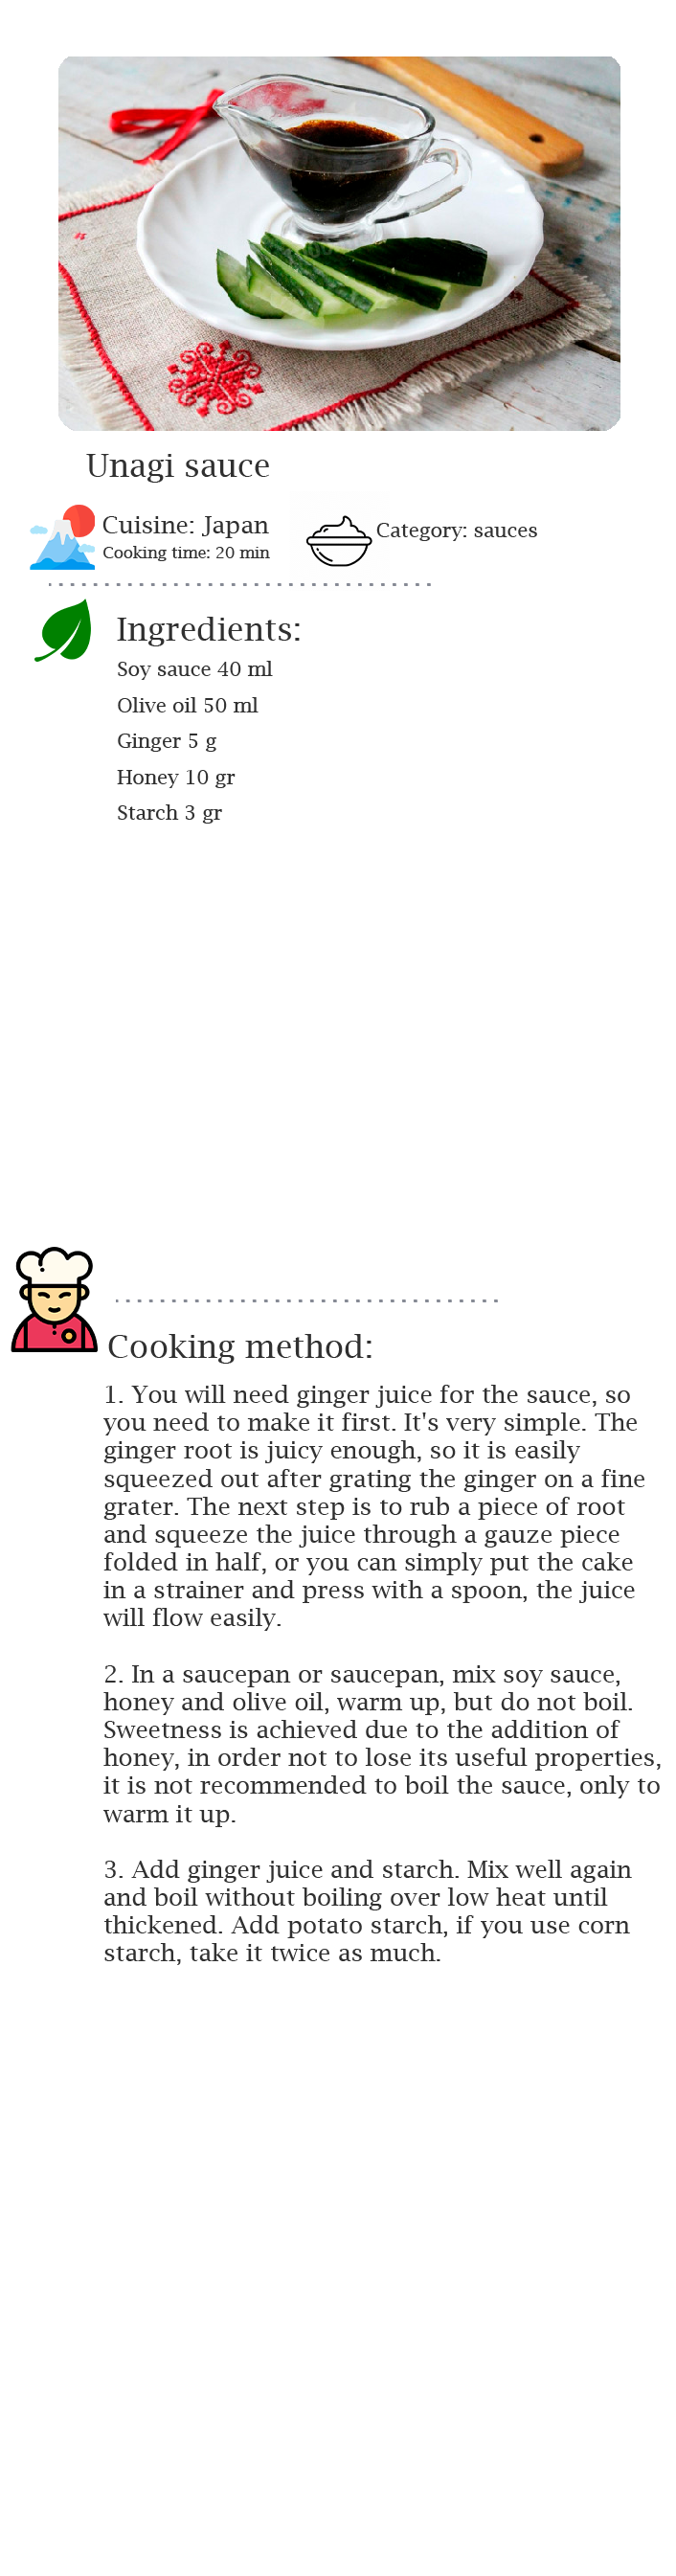 Unagi sauce
Cuisine: Japan
Cooking time: 20 min
Category: sauces
Ingredients:
Soy sauce 40 ml
Olive oil 50 ml
Ginger 5 g
Honey 10 gr
Starch 3 gr
Cooking method:
1. You will need ginger juice for the sauce, so
you need to make it first. It's very simple. The
ginger root is juicy enough, so it is easily
squeezed out after grating the ginger on a fine
grater. The next step is to rub a piece of root
and squeeze the juice through a gauze piece
folded in half, or you can simply put the cake
in a strainer and press with a spoon, the juice
will flow easily.
2. In a saucepan or saucepan, mix soy sauce,
honey and olive oil, warm up, but do not boil.
Sweetness is achieved due to the addition of
honey, in order not to lose its useful properties,
it is not recommended to boil the sauce, only to
warm it up.
3. Add ginger juice and starch. Mix well again
and boil without boiling over low heat until
thickened. Add potato starch, if you use corn
starch, take it twice as much.